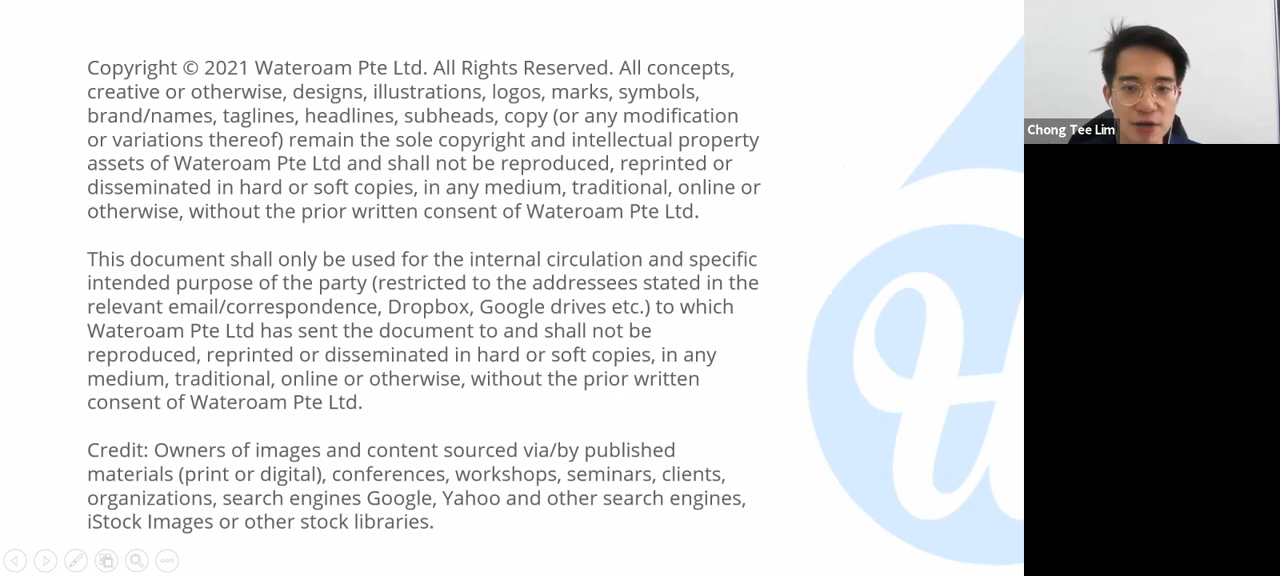 Copyright © 2021 Wateroam Pte Ltd. All Rights Reserved. All concepts,
creative or otherwise, designs, illustrations, logos, marks, symbols,
brand/names, taglines, headlines, subheads, copy (or any modification
or variations thereof) remain the sole copyright and intellectual property
assets of Wateroam Pte Ltd and shall not be reproduced, reprinted or
disseminated in hard or soft copies, in any medium, traditional, online or
otherwise, without the prior written consent of Wateroam Pte Ltd.
This document shall only be used for the internal circulation and specific
intended purpose of the party (restricted to the addressees stated in the
relevant email/correspondence, Dropbox, Google drives etc.) to which
Wateroam Pte Ltd has sent the document to and shall not be
reproduced, reprinted or disseminated in hard or soft copies, in any
medium, traditional, online or otherwise, without the prior written
consent of Wateroam Pte Ltd.
Credit: Owners of images and content sourced via/by published
materials (print or digital), conferences, workshops, seminars, clients,
organizations, search engines Google, Yahoo and other search engines,
iStock Images or other stock libraries.
Chong Tee Lim